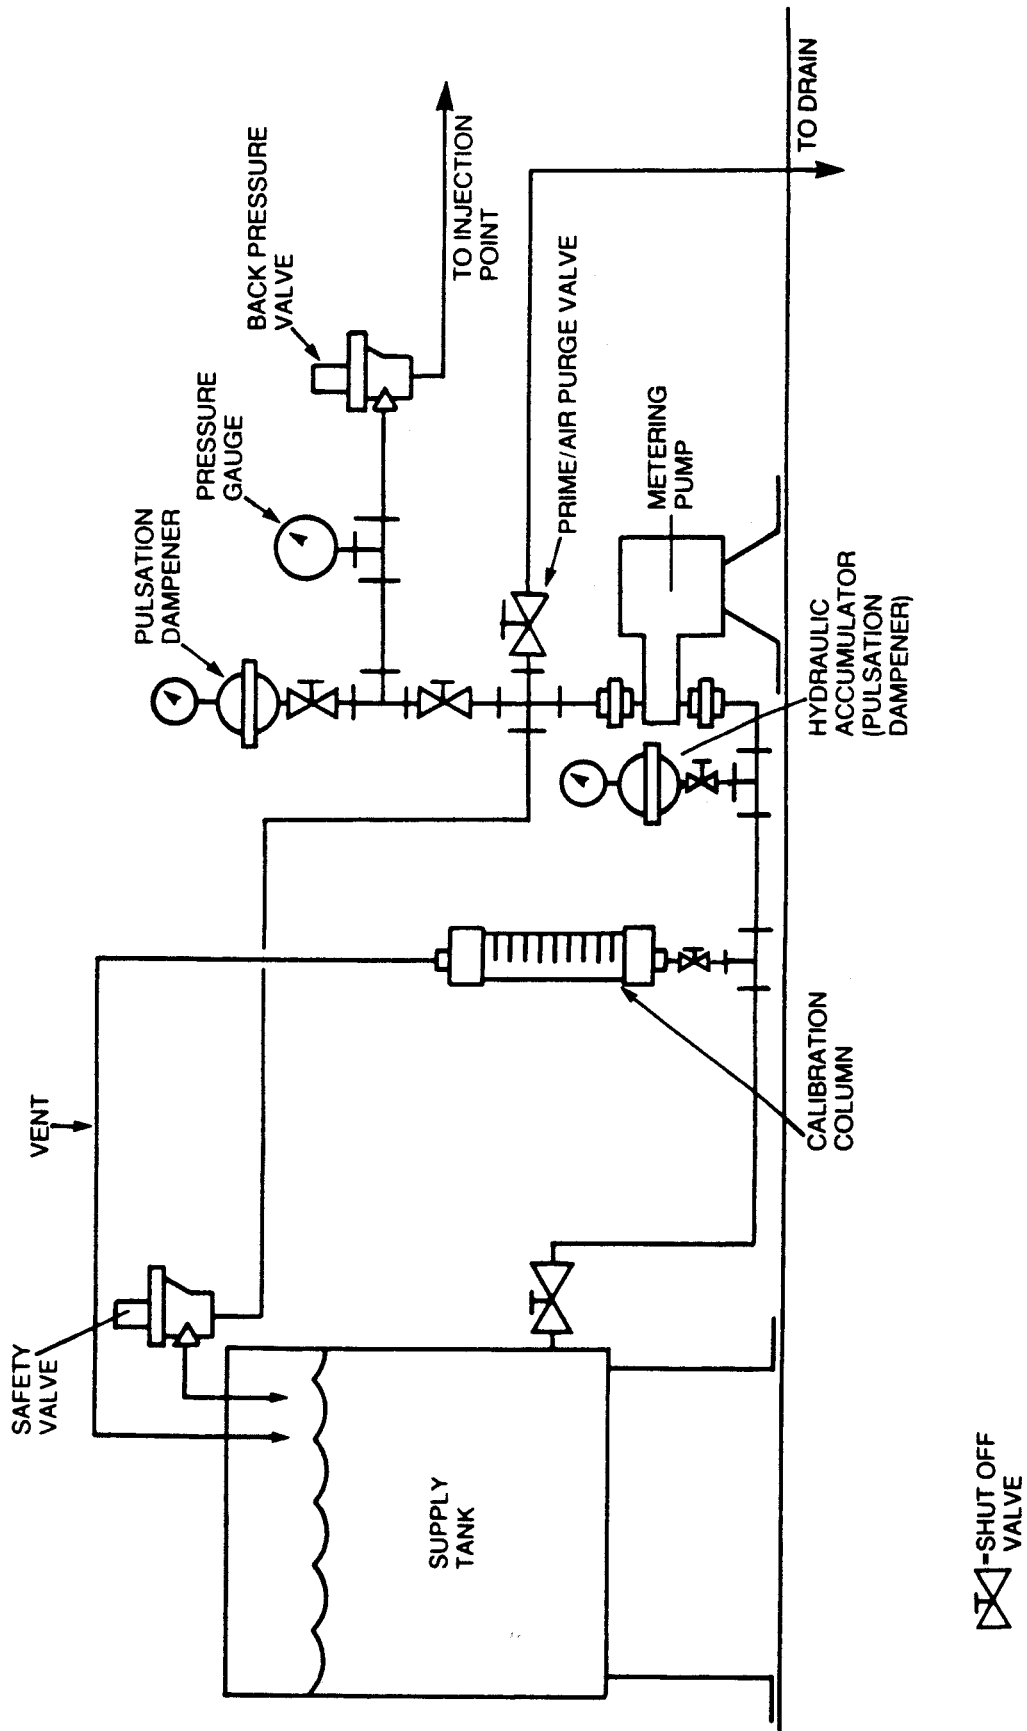 SAFETY
VALVE
VENT
PULSATION
DAMPENER
PRESSURE
GAUGE
BACK PRESSURE
VALVE
TO INJECTION
POINT
PRIME/AIR PURGE VALVE
METERING
PUMP
SUPPLY
TANK
CALIBRATION
COLUMN
HYDRAULIC
ACCUMULATOR
(PULSATION
DAMPENER)
TO DRAIN
=SHUT OFF
VALVE